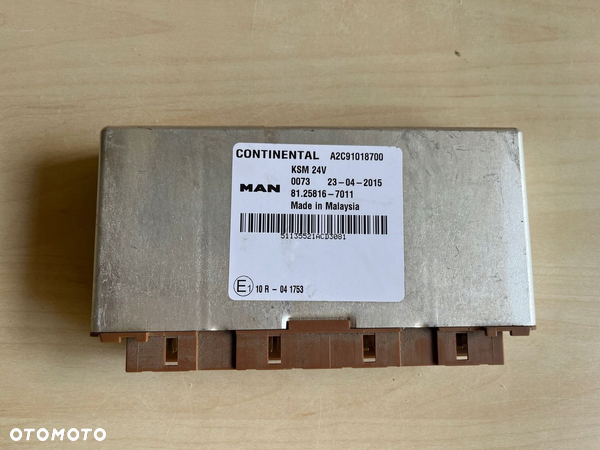 CONTINENTAL A2C91018700
KSM 24V
MAN 0073 23-04-2015
81.25816-7011
Made in Malaysia
51135521ACD3081
E1 10 R - 04 1753
OTOMOTO